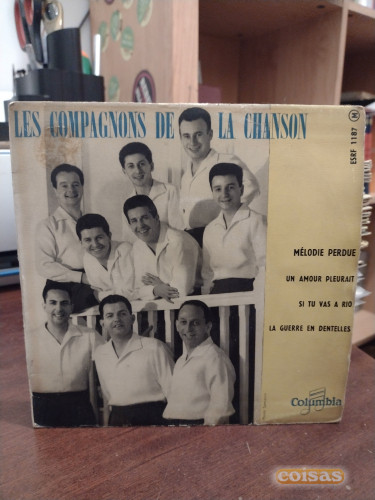 LES COMPAGNONS DE LA CHANSON
ESRF 1187 M
MÉLODIE PERDUE
UN AMOUR PLEURAIT
SI TU VAS A RIO
LA GUERRE EN DENTELLES
Columbia
coisas